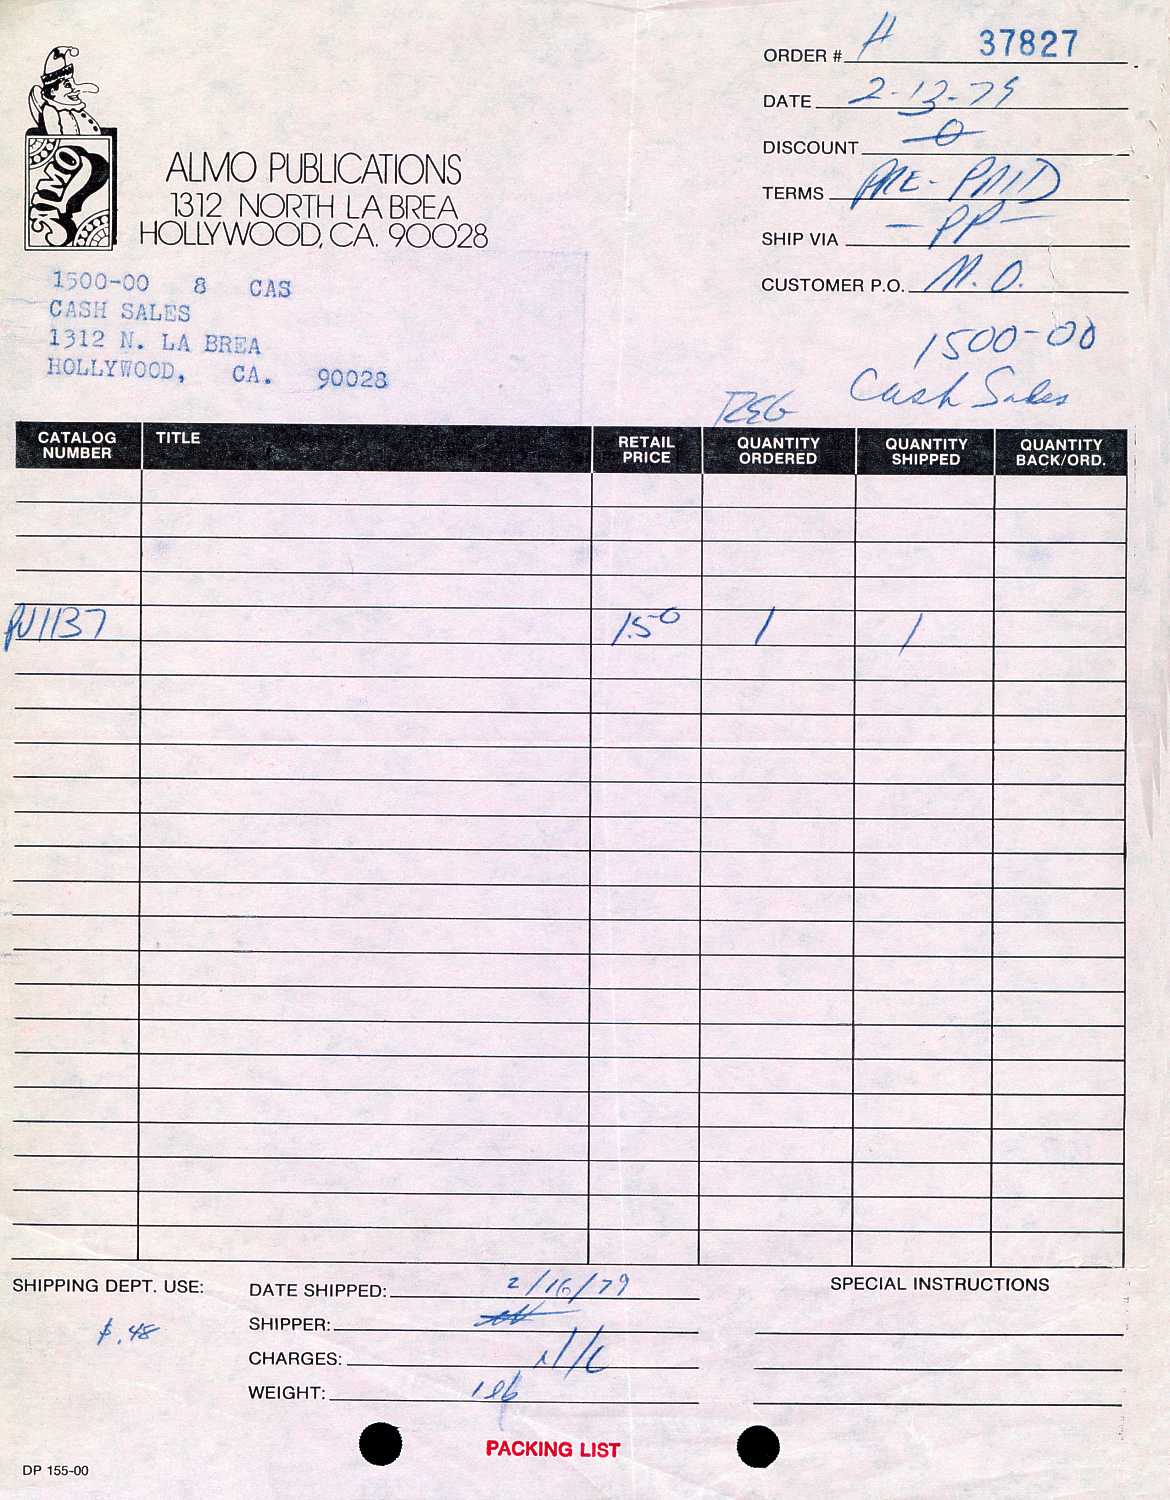 ORDER # H 37827
DATE 2-13-79
DISCOUNT 0
TERMS PRE-PAID
SHIP VIA -PP-
CUSTOMER P.O. M.O.
ALMO
ALMO PUBLICATIONS
1312 NORTH LA BREA
HOLLYWOOD, CA. 90028
1500-00 8 CAS
CASH SALES
1312 N. LA BREA
HOLLYWOOD, CA. 90028
1500-00
Cash Sales
REG
CATALOG NUMBER TITLE RETAIL PRICE QUANTITY ORDERED QUANTITY SHIPPED QUANTITY BACK/ORD.
PJ1137 1.50 1 1
SHIPPING DEPT. USE: DATE SHIPPED: 2/16/79 SPECIAL INSTRUCTIONS
$.48
SHIPPER:
CHARGES: N/C
WEIGHT: 1 lb
PACKING LIST
DP 155-00